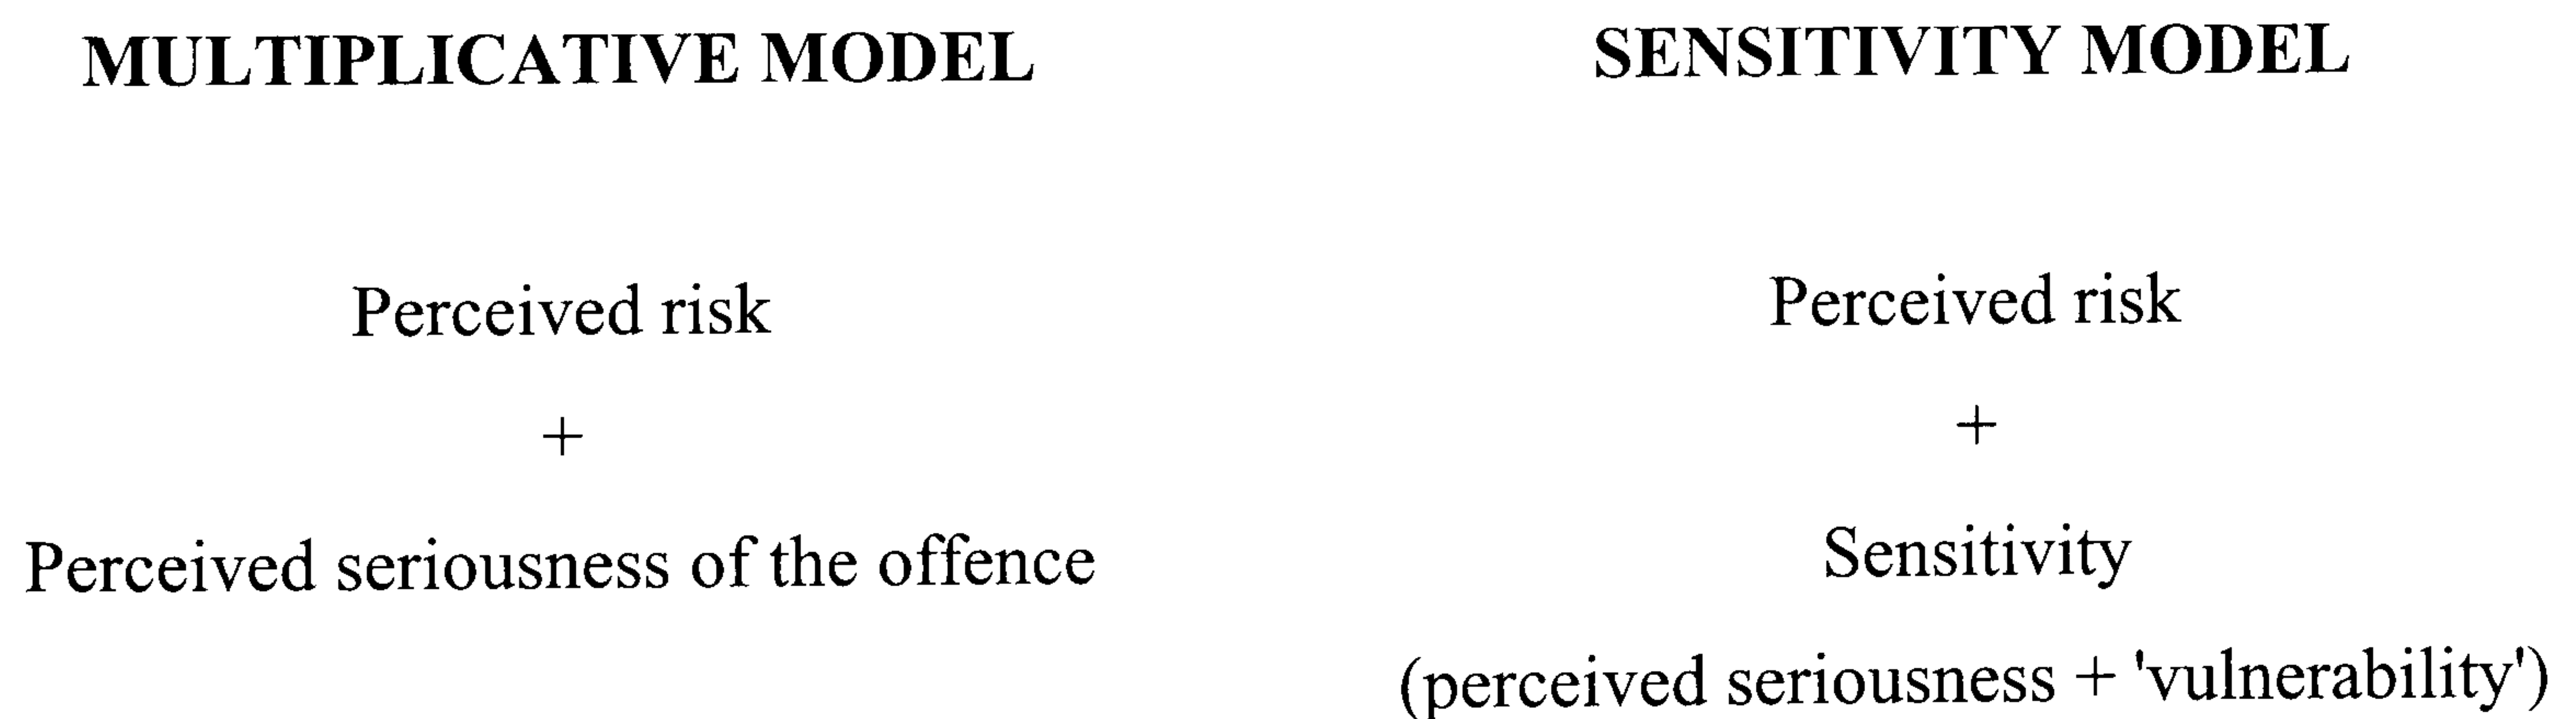 MULTIPLICATIVE MODEL
Perceived risk
+
Perceived seriousness of the offence
SENSITIVITY MODEL
Perceived risk
+
Sensitivity
(perceived seriousness + 'vulnerability')